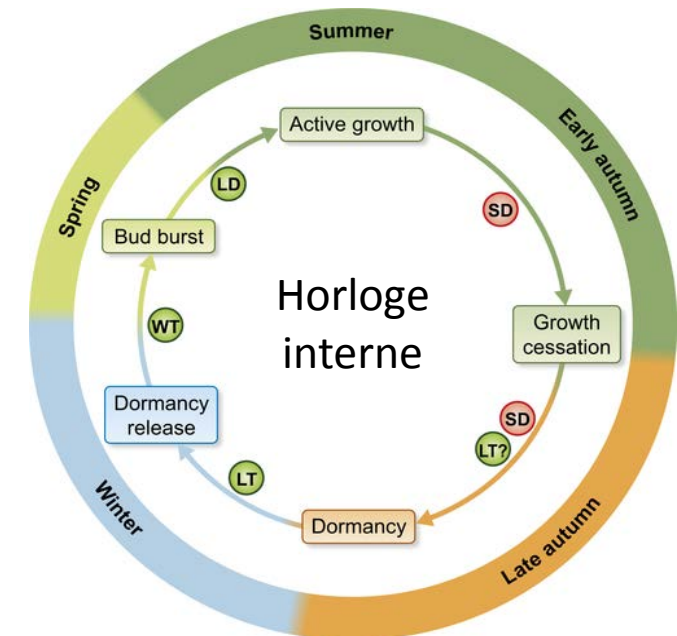 Summer
Early autumn
Late autumn
Winter
Spring
Active growth
SD
Growth
cessation
SD
LT?
Dormancy
LT
Dormancy
release
WT
Bud burst
LD
Horloge
interne